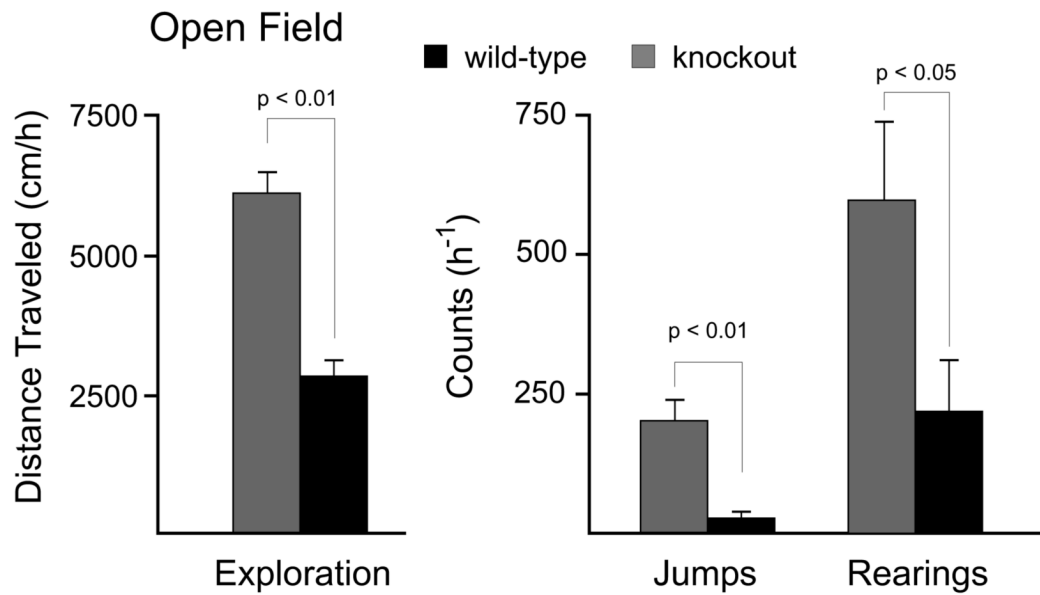 Open Field
wild-type
knockout
Distance Traveled (cm/h)
7500
5000
2500
p < 0.01
Exploration
Counts (h⁻¹)
750
500
250
p < 0.01
p < 0.05
Jumps
Rearings